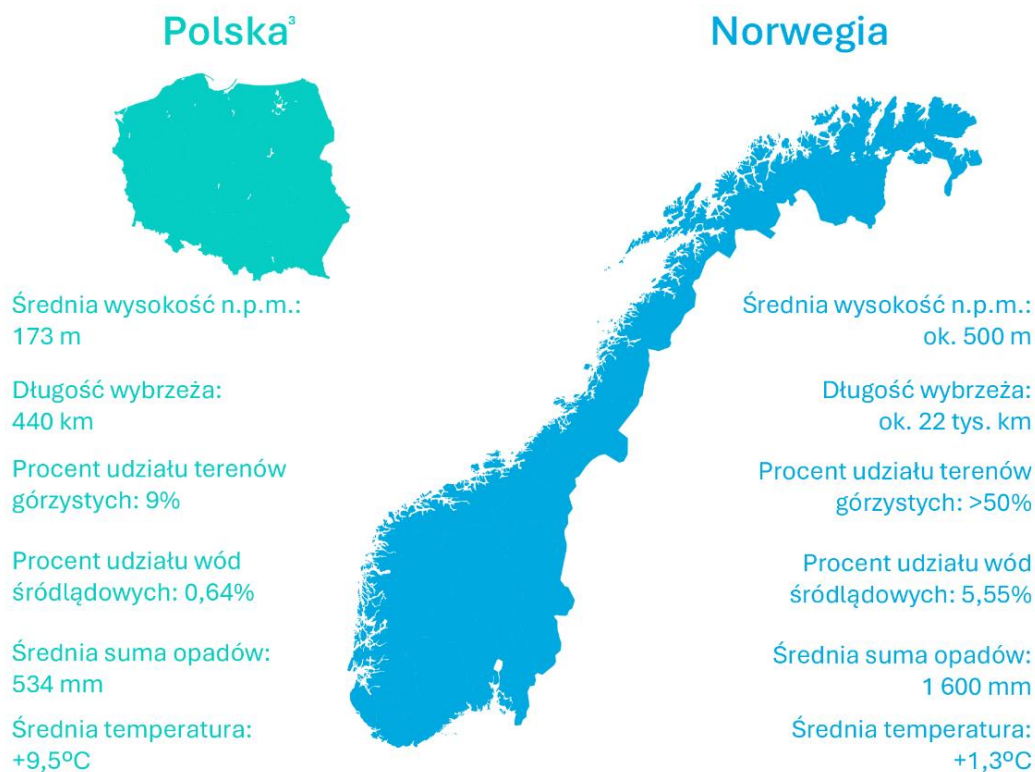 Polska³
Norwegia
Średnia wysokość n.p.m.:
173 m
Długość wybrzeża:
440 km
Procent udziału terenów
górzystych: 9%
Procent udziału wód
śródlądowych: 0,64%
Średnia suma opadów:
534 mm
Średnia temperatura:
+9,5ºC
Średnia wysokość n.p.m.:
ok. 500 m
Długość wybrzeża:
ok. 22 tys. km
Procent udziału terenów
górzystych: >50%
Procent udziału wód
śródlądowych: 5,55%
Średnia suma opadów:
1 600 mm
Średnia temperatura:
+1,3ºC